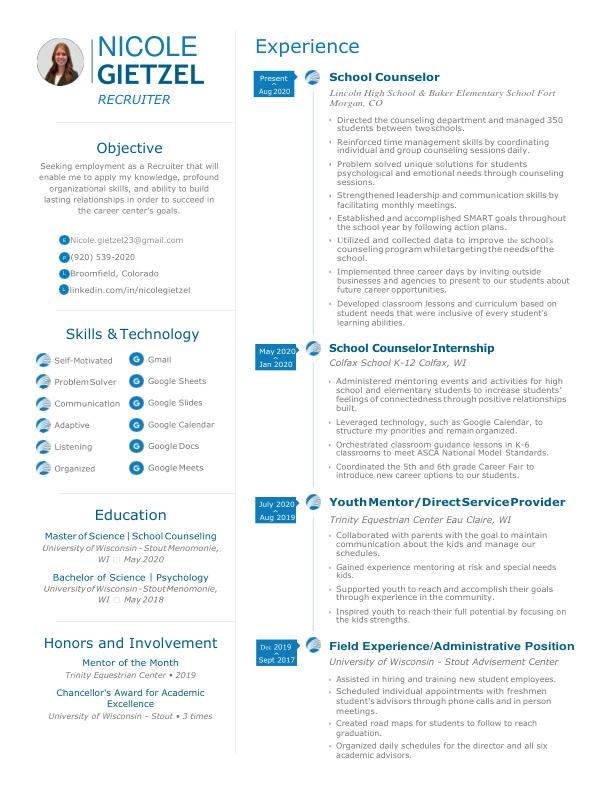 NICOLE
GIETZEL
RECRUITER
Objective
Seeking employment as a Recruiter that will
enable me to apply my knowledge, profound
organizational skills, and ability to build
lasting relationships in order to succeed in
the career center's goals.
E Nicole.gietzel23@gmail.com
P (920) 539-2020
L Broomfield, Colorado
L linkedin.com/in/nicolegietzel
Skills & Technology
Self-Motivated G Gmail
Problem Solver G Google Sheets
Communication G Google Slides
Adaptive G Google Calendar
Listening G Google Docs
Organized G Google Meets
Education
Master of Science | School Counseling
University of Wisconsin - Stout Menomonie,
WI □ May 2020
Bachelor of Science | Psychology
University of Wisconsin - Stout Menomonie,
WI □ May 2018
Honors and Involvement
Mentor of the Month
Trinity Equestrian Center • 2019
Chancellor's Award for Academic
Excellence
University of Wisconsin - Stout • 3 times
Experience
Present
^
Aug 2020
School Counselor
Lincoln High School & Baker Elementary School Fort
Morgan, CO
Directed the counseling department and managed 350
students between two schools.
Reinforced time management skills by coordinating
individual and group counseling sessions daily.
Problem solved unique solutions for students
psychological and emotional needs through counseling
sessions.
Strengthened leadership and communication skills by
facilitating monthly meetings.
Established and accomplished SMART goals throughout
the school year by following action plans.
Utilized and collected data to improve the school's
counseling program while targeting the needs of the
school.
Implemented three career days by inviting outside
businesses and agencies to present to our students about
future career opportunities.
Developed classroom lessons and curriculum based on
student needs that were inclusive of every student's
learning abilities.
May 2020
^
Jan 2020
School Counselor Internship
Colfax School K-12 Colfax, WI
Administered mentoring events and activities for high
school and elementary students to increase students'
feelings of connectedness through positive relationships
built.
Leveraged technology, such as Google Calendar, to
structure my priorities and remain organized.
Orchestrated classroom guidance lessons in K-6
classrooms to meet ASCA National Model Standards.
Coordinated the 5th and 6th grade Career Fair to
introduce new career options to our students.
July 2020
^
Aug 2019
Youth Mentor/Direct Service Provider
Trinity Equestrian Center Eau Claire, WI
Collaborated with parents with the goal to maintain
communication about the kids and manage our
schedules.
Gained experience mentoring at risk and special needs
kids.
Supported youth to reach and accomplish their goals
through experience in the community.
Inspired youth to reach their full potential by focusing on
the kids strengths.
Dec 2019
^
Sept 2017
Field Experience/Administrative Position
University of Wisconsin - Stout Advisement Center
Assisted in hiring and training new student employees.
Scheduled individual appointments with freshmen
student's advisors through phone calls and in person
meetings.
Created road maps for students to follow to reach
graduation.
Organized daily schedules for the director and all six
academic advisors.